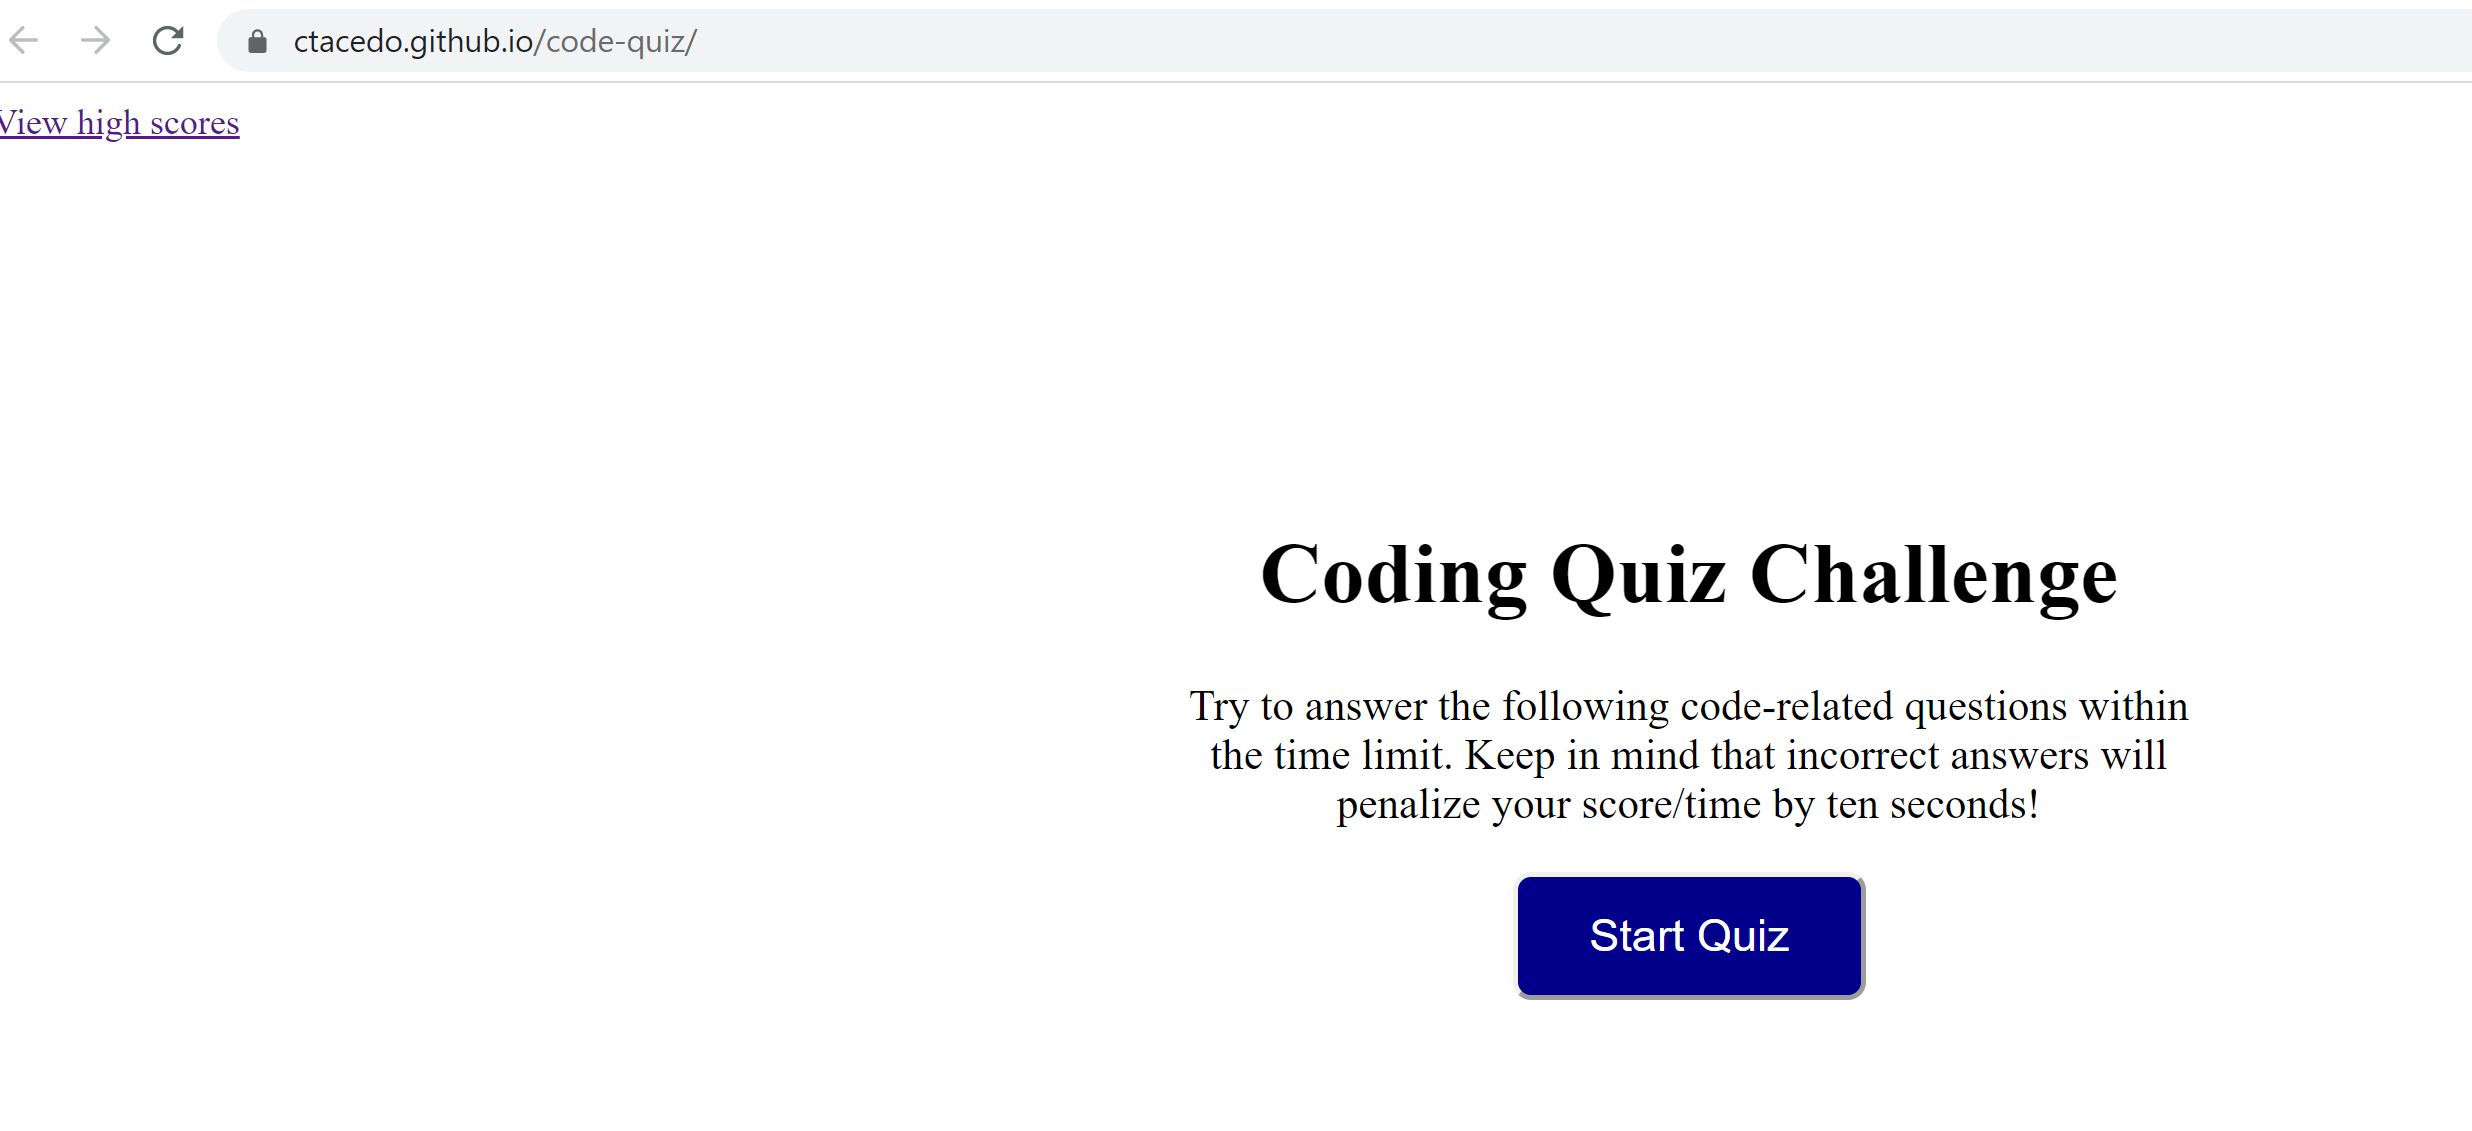 ctacedo.github.io/code-quiz/
View high scores
Coding Quiz Challenge
Try to answer the following code-related questions within
the time limit. Keep in mind that incorrect answers will
penalize your score/time by ten seconds!
Start Quiz